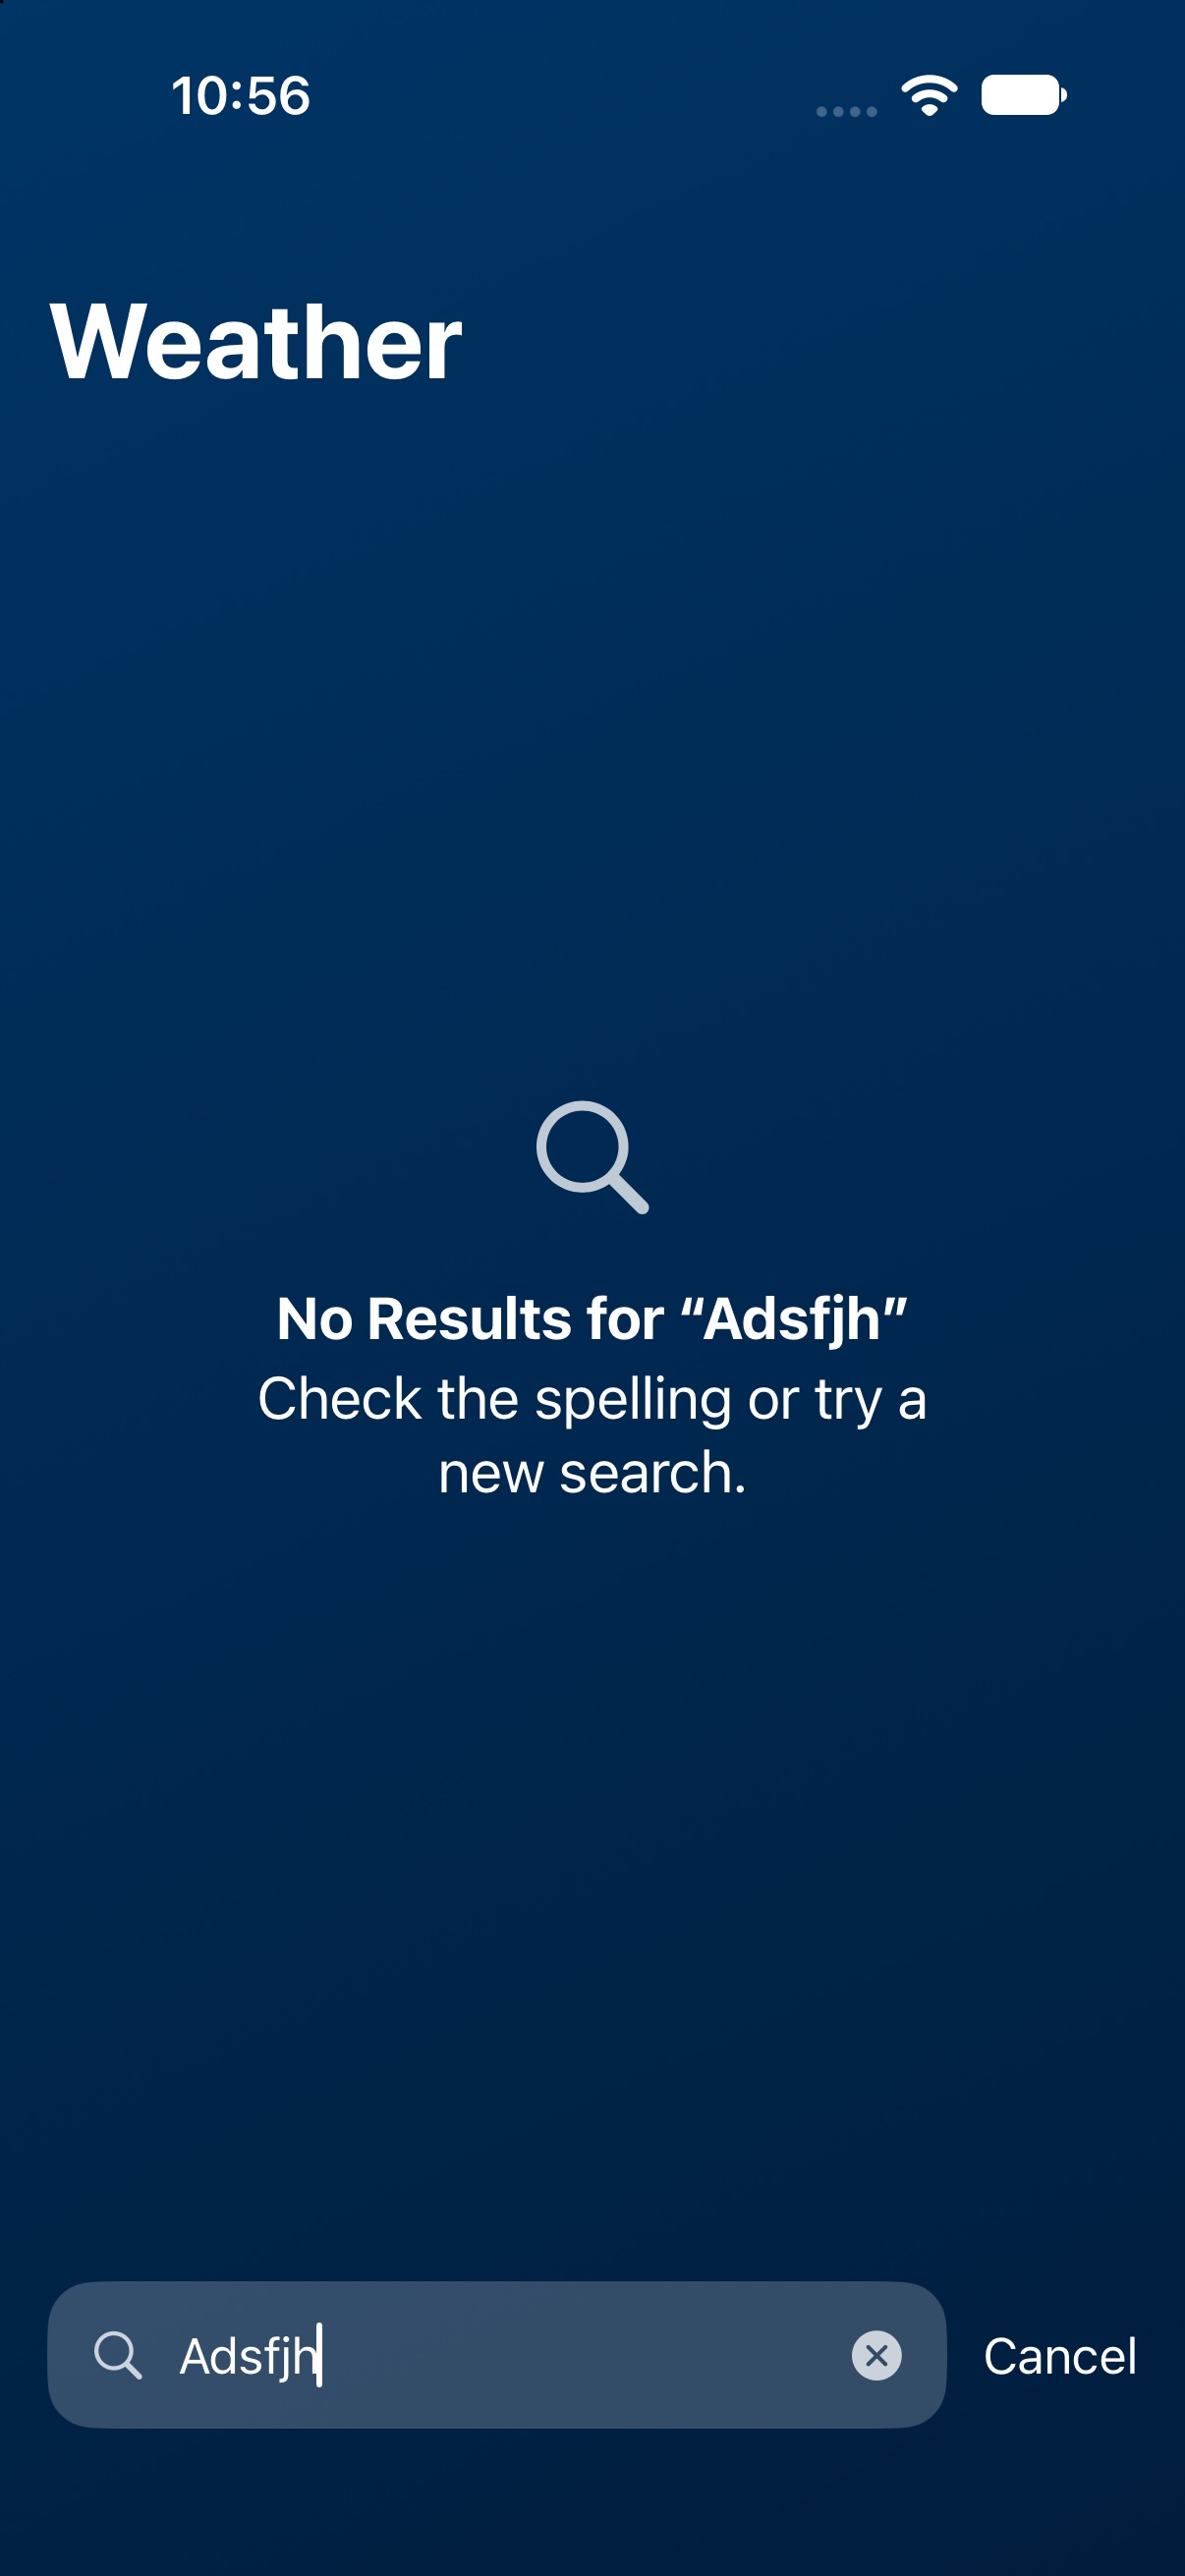 10:56
Weather
No Results for “Adsfjh”
Check the spelling or try a
new search.
Adsfjh
Cancel